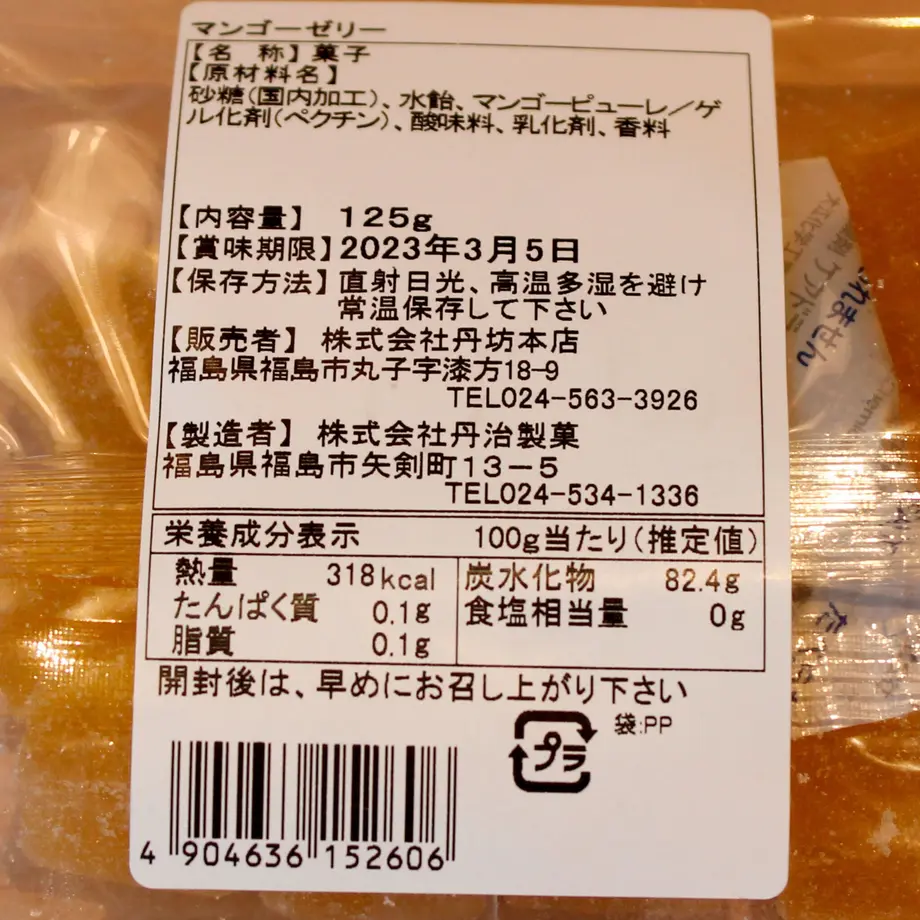 マンゴーゼリー
【名　称】菓子
【原材料名】
砂糖(国内加工)、水飴、マンゴーピューレ／ゲ
ル化剤(ペクチン)、酸味料、乳化剤、香料
【内容量】　125g
【賞味期限】2023年3月5日
【保存方法】直射日光、高温多湿を避け
常温保存して下さい
【販売者】　株式会社丹坊本店
福島県福島市丸子字漆方18-9
TEL024-563-3926
【製造者】　株式会社丹治製菓
福島県福島市矢剣町13－5
TEL024-534-1336
栄養成分表示　100g当たり(推定値)
熱量　318kcal　炭水化物　82.4g
たんぱく質　0.1g　食塩相当量　0g
脂質　0.1g
開封後は、早めにお召し上がり下さい
プラ　袋:PP
4 904636 152606
れません